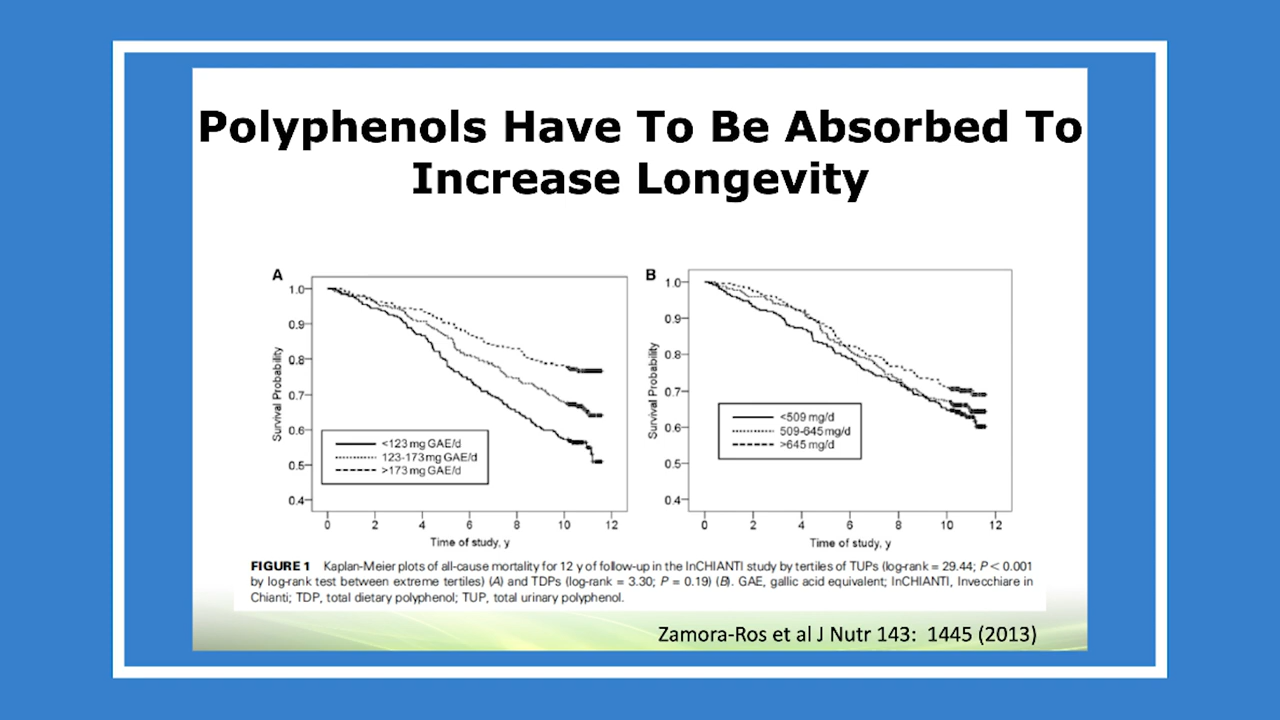 Polyphenols Have To Be Absorbed To
Increase Longevity
A
1.0
0.9
0.8
0.7
0.6
0.5
0.4
Survival Probability
<123 mg GAE/d
123-173 mg GAE/d
>173 mg GAE/d
0 2 4 6 8 10 12
Time of study, y
B
1.0
0.9
0.8
0.7
0.6
0.5
0.4
Survival Probability
<509 mg/d
509-645 mg/d
>645 mg/d
0 2 4 6 8 10 12
Time of study, y
FIGURE 1 Kaplan-Meier plots of all-cause mortality for 12 y of follow-up in the InCHIANTI study by tertiles of TUPs (log-rank = 29.44; P < 0.001
by log-rank test between extreme tertiles) (A) and TDPs (log-rank = 3.30; P = 0.19) (B). GAE, gallic acid equivalent; InCHIANTI, Invecchiare in
Chianti; TDP, total dietary polyphenol; TUP, total urinary polyphenol.
Zamora-Ros et al J Nutr 143: 1445 (2013)